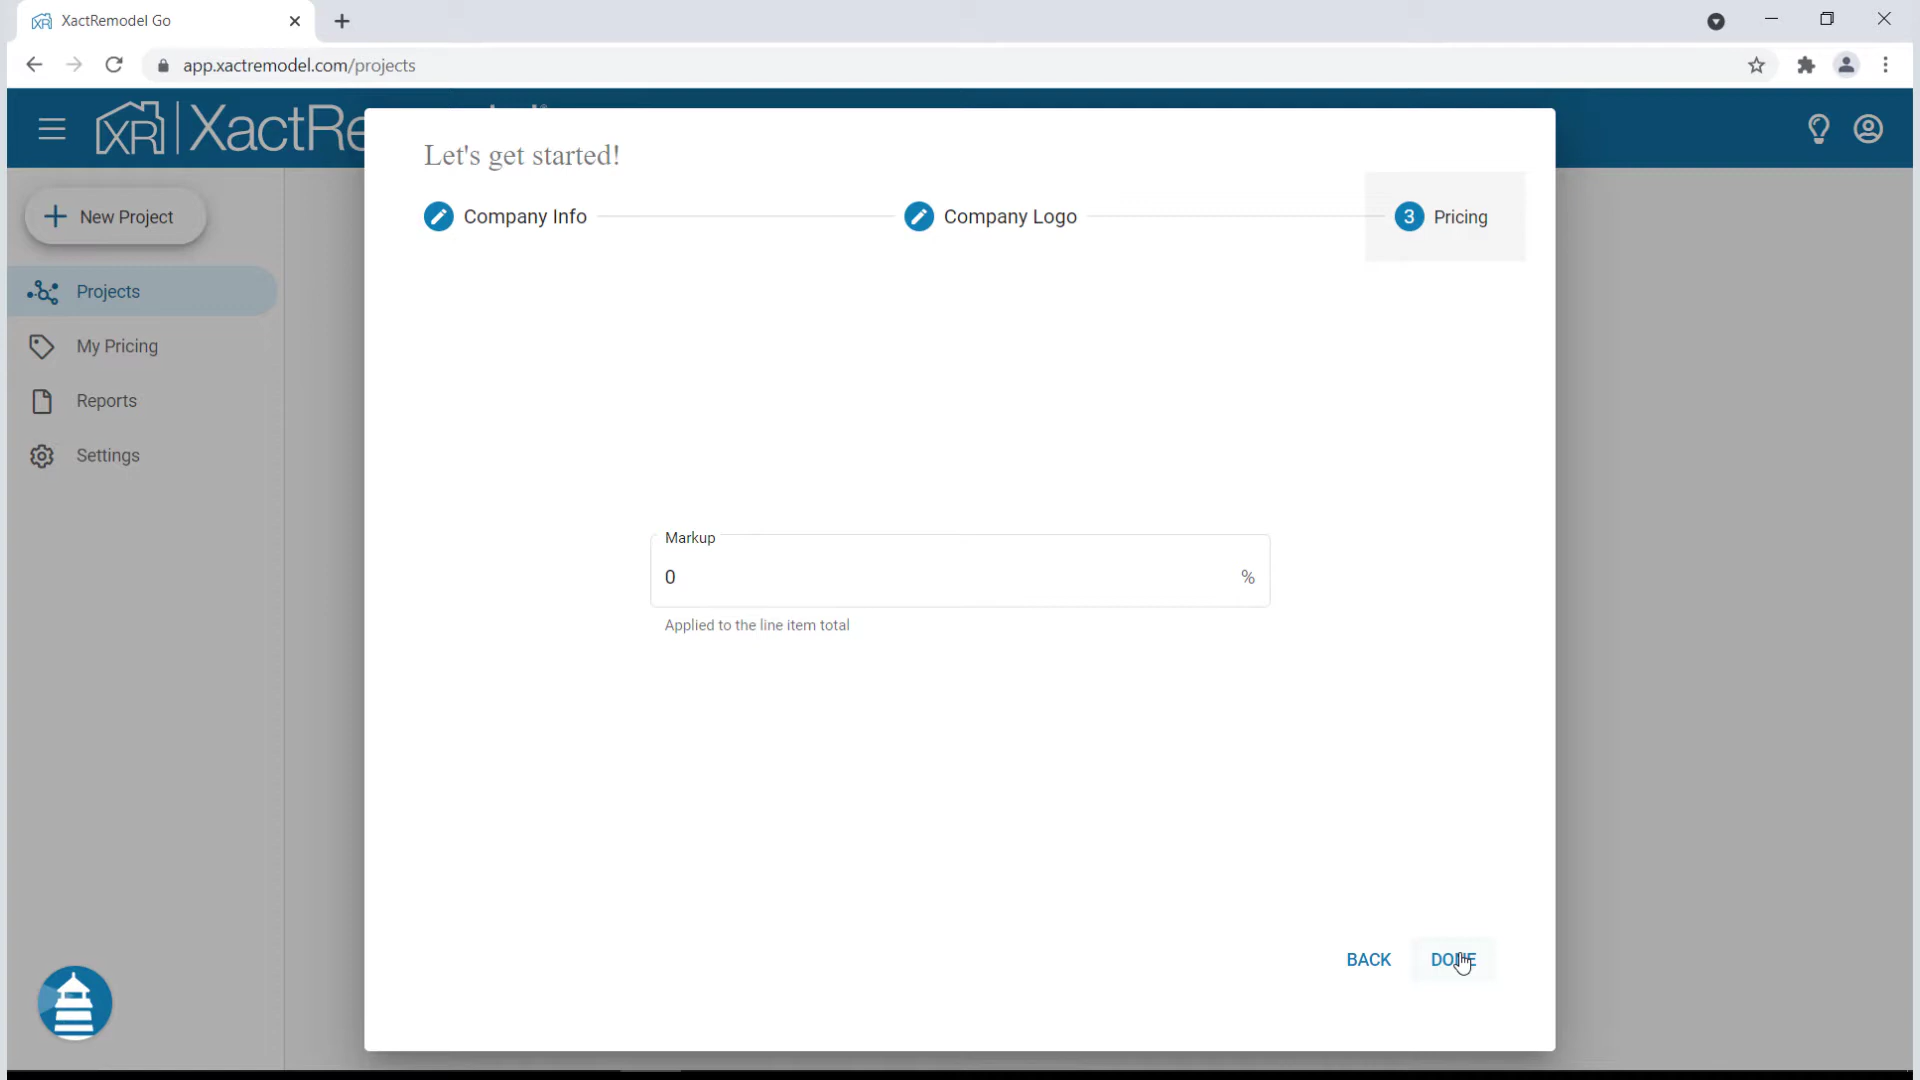 XactRemodel Go
app.xactremodel.com/projects
XR XactRe
Let's get started!
Company Info
Company Logo
3 Pricing
New Project
Projects
My Pricing
Reports
Settings
Markup
0 %
Applied to the line item total
BACK DONE